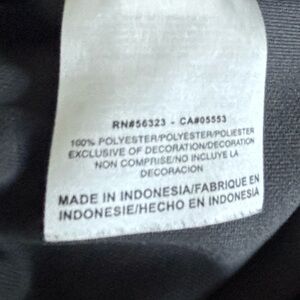 RN#56323 - CA#05553
100% POLYESTER/POLYESTER/POLIESTER
EXCLUSIVE OF DECORATION/DECORATION
NON COMPRISE/NO INCLUYE LA
DECORACION
MADE IN INDONESIA/FABRIQUE EN
INDONESIE/HECHO EN INDONESIA